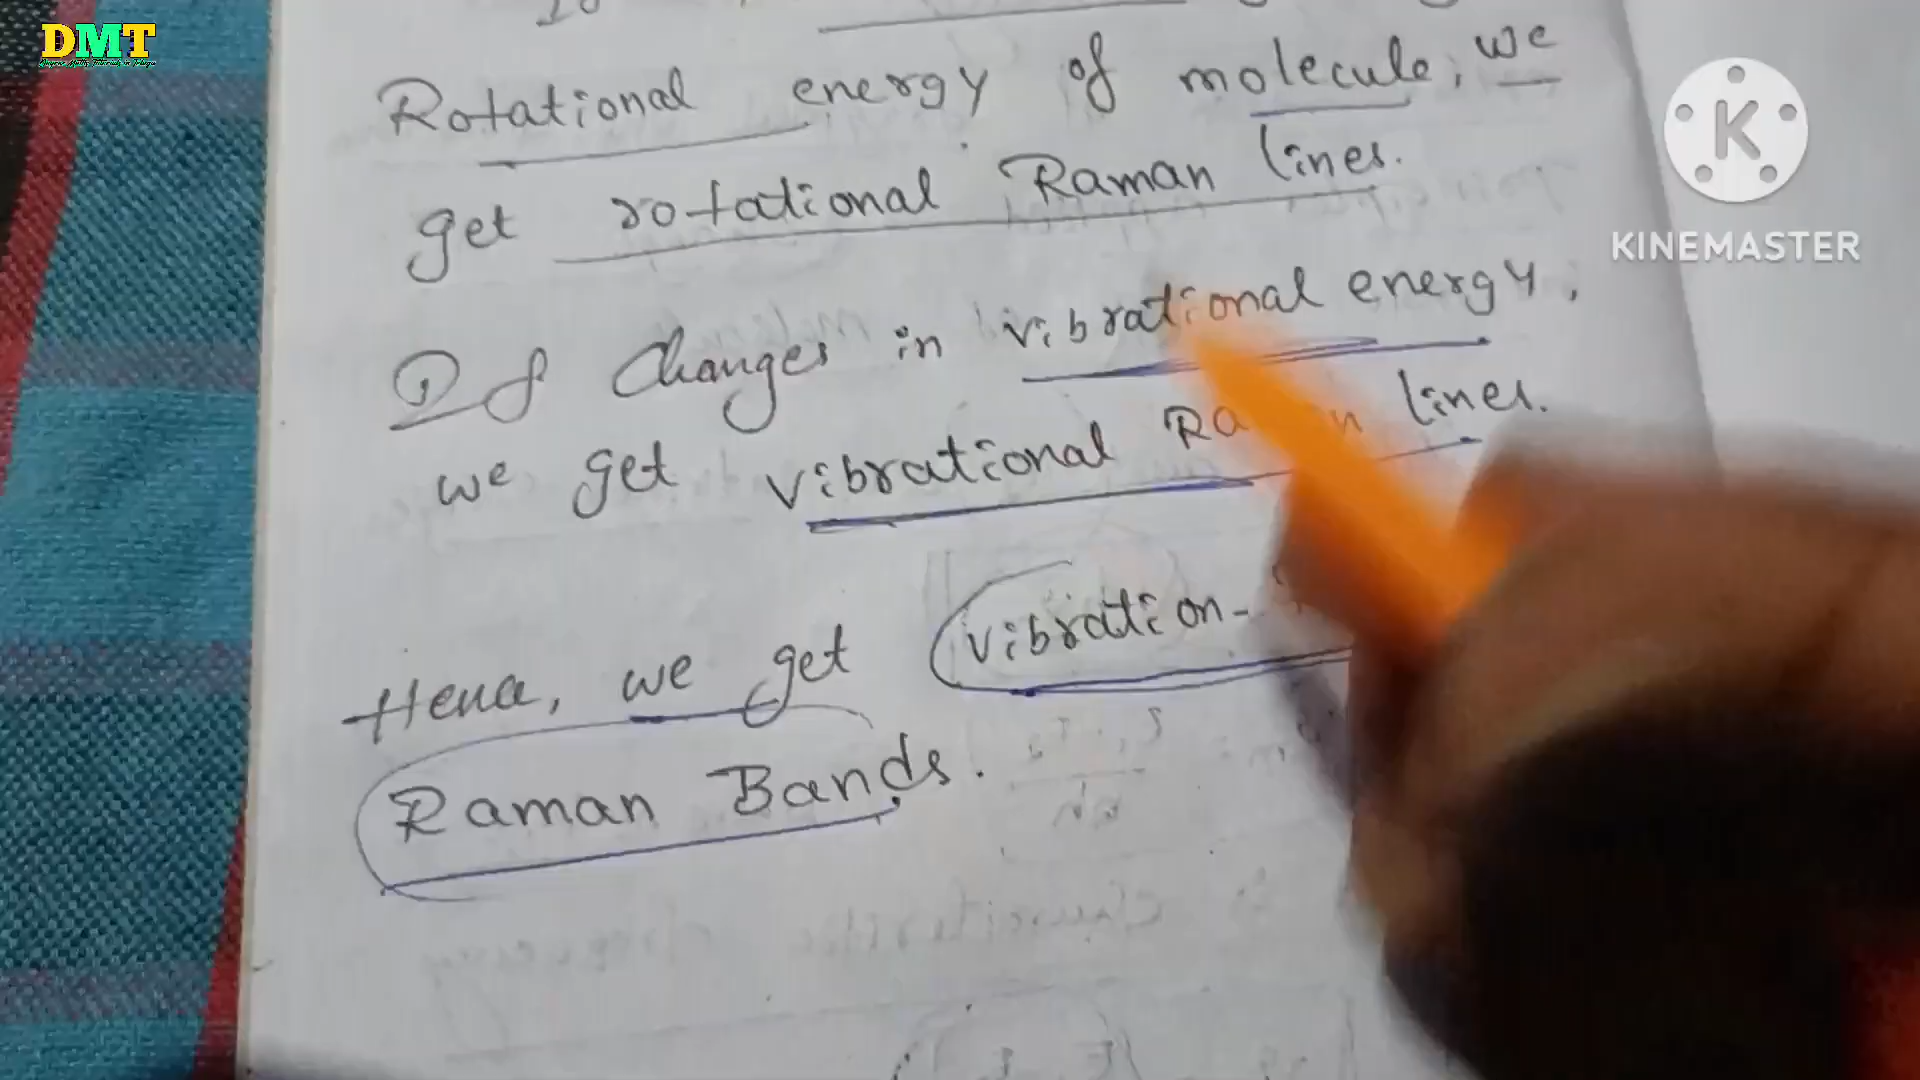 DMT
KINEMASTER
Rotational energy of molecule, we
get rotational Raman lines.
If changes in vibrational energy,
we get vibrational lines.
Hence, we get vibration-
Raman Bands.